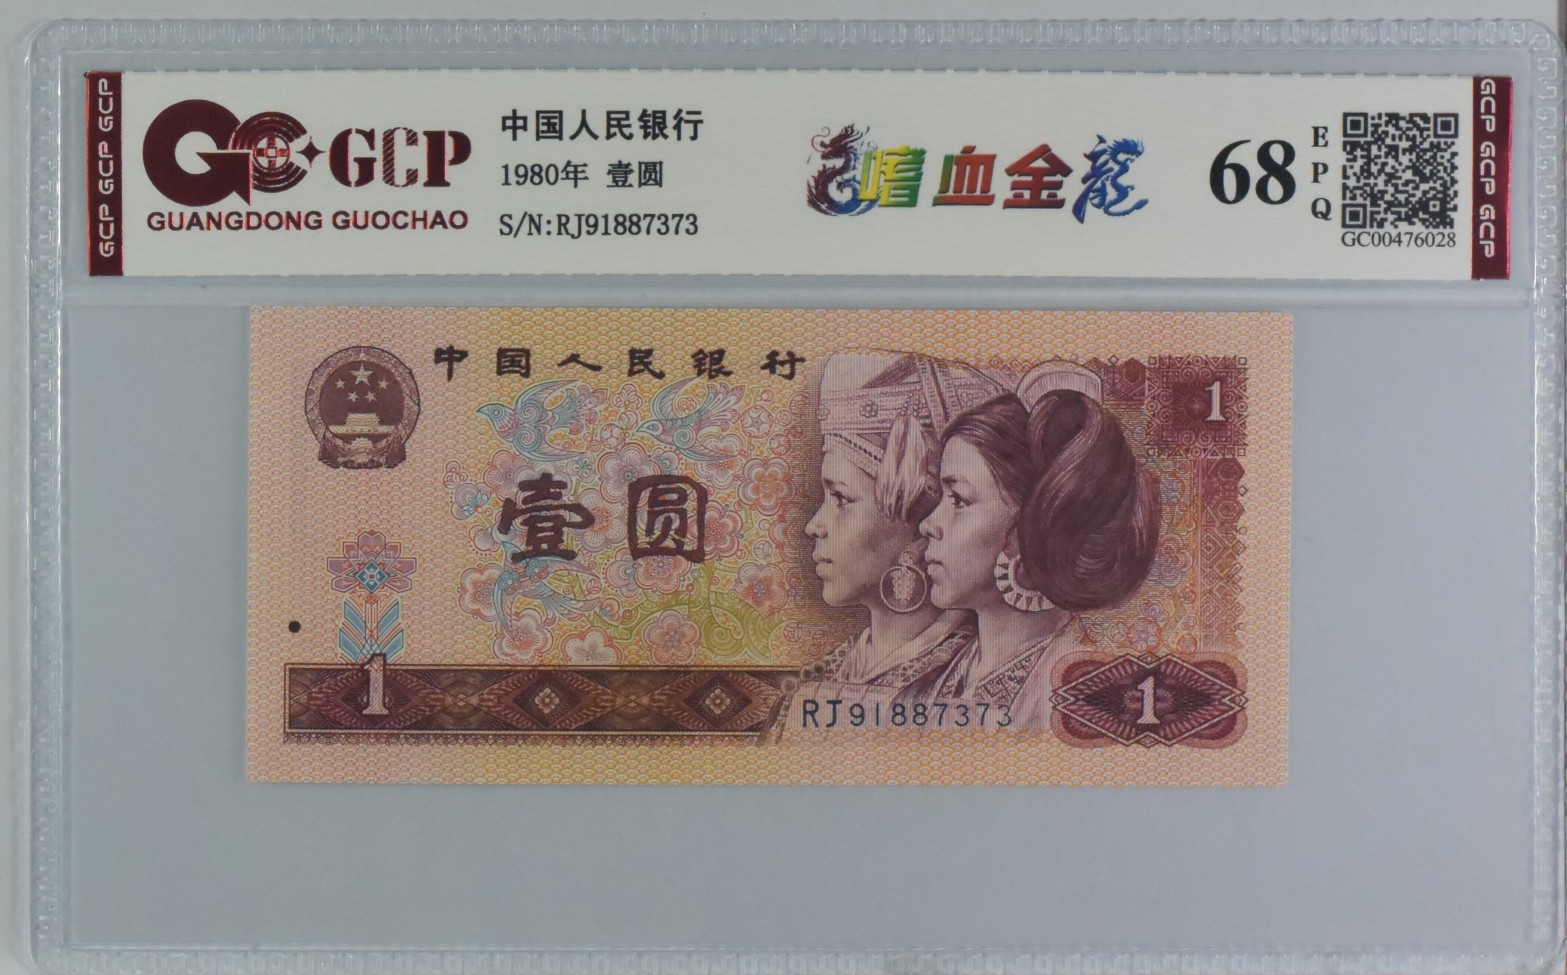 GCP GCP GCP
GCP
GUANGDONG GUOCHAO
中国人民银行
1980年 壹圆
S/N:RJ91887373
嗜血金龍
68
EPQ
GC00476028
GCP GCP GCP
中国人民银行
1
壹圆
1
RJ91887373
1